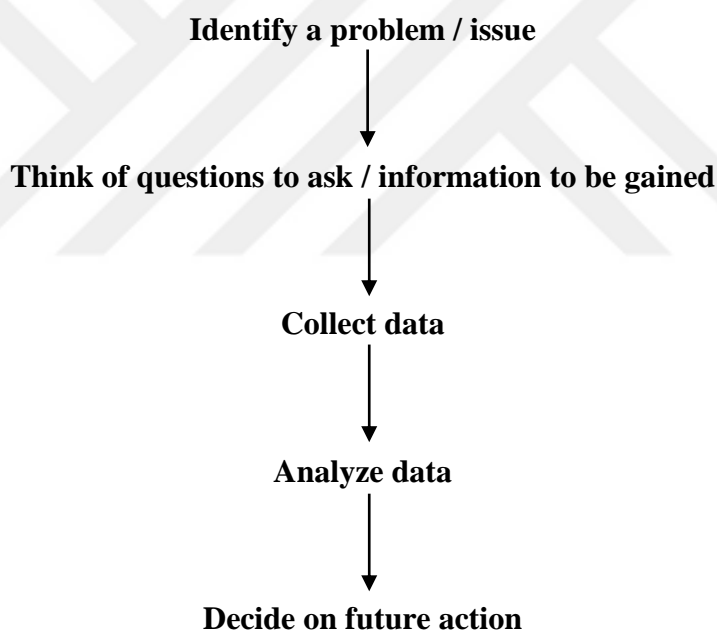 Identify a problem / issue
Think of questions to ask / information to be gained
Collect data
Analyze data
Decide on future action